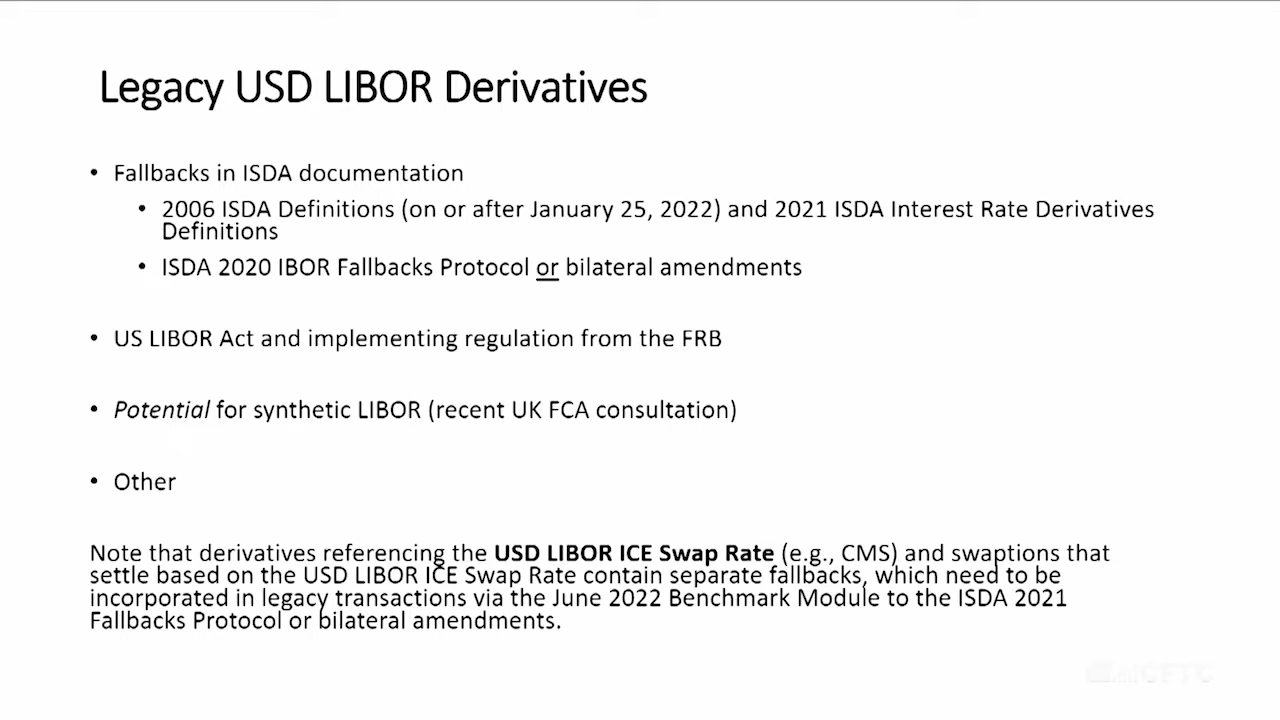 Legacy USD LIBOR Derivatives
• Fallbacks in ISDA documentation
• 2006 ISDA Definitions (on or after January 25, 2022) and 2021 ISDA Interest Rate Derivatives
Definitions
• ISDA 2020 IBOR Fallbacks Protocol or bilateral amendments
• US LIBOR Act and implementing regulation from the FRB
• Potential for synthetic LIBOR (recent UK FCA consultation)
• Other
Note that derivatives referencing the USD LIBOR ICE Swap Rate (e.g., CMS) and swaptions that
settle based on the USD LIBOR ICE Swap Rate contain separate fallbacks, which need to be
incorporated in legacy transactions via the June 2022 Benchmark Module to the ISDA 2021
Fallbacks Protocol or bilateral amendments.
CFTC